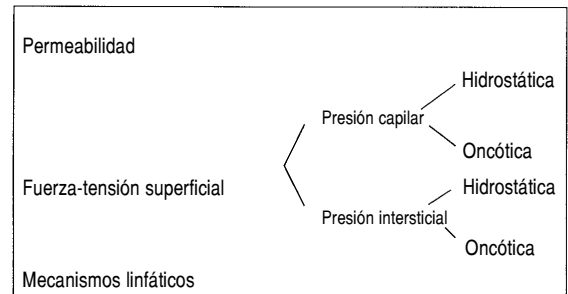 Permeabilidad
Hidrostática
Presión capilar
Oncótica
Fuerza-tensión superficial
Hidrostática
Presión intersticial
Oncótica
Mecanismos linfáticos